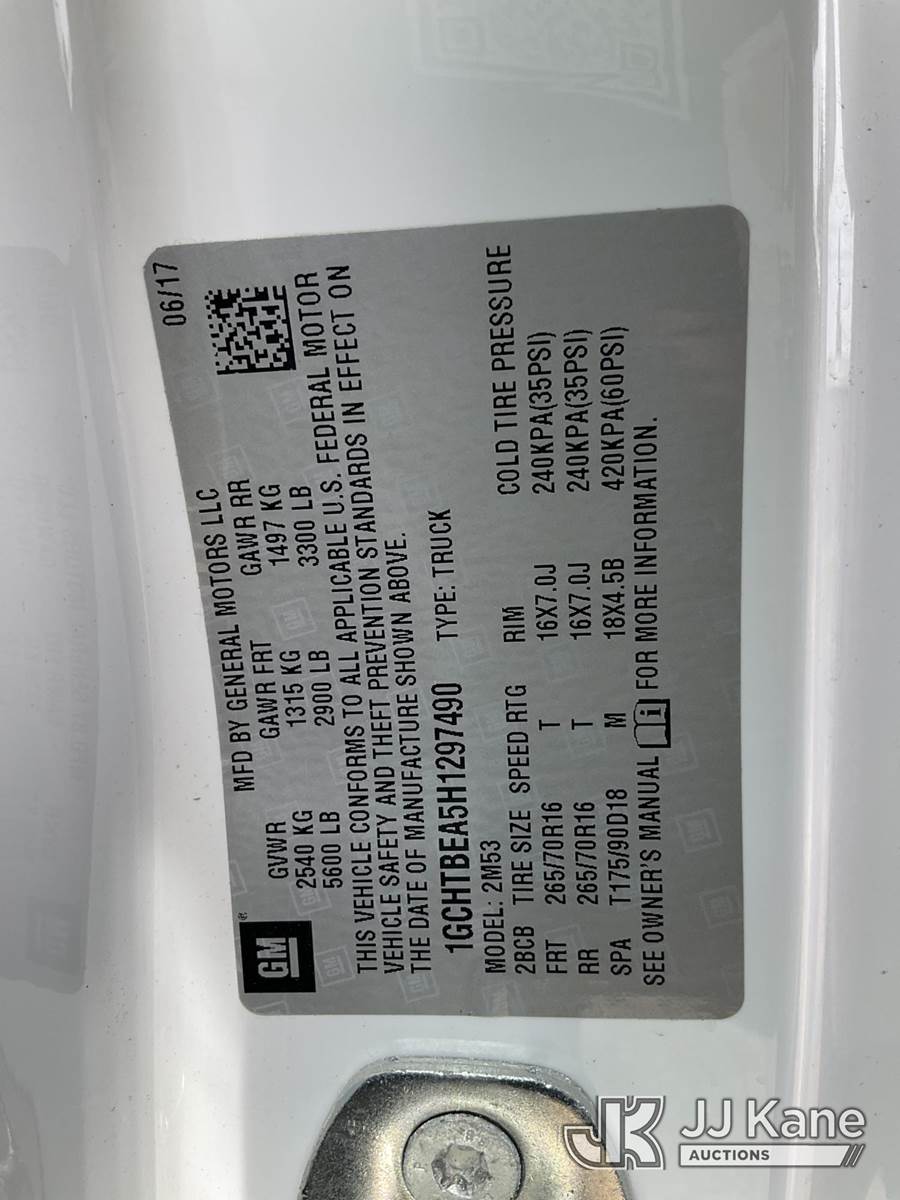 06/17
GM ®
MFD BY GENERAL MOTORS LLC
GVWR GAWR FRT GAWR RR
2540 KG 1315 KG 1497 KG
5600 LB 2900 LB 3300 LB
THIS VEHICLE CONFORMS TO ALL APPLICABLE U.S. FEDERAL MOTOR
VEHICLE SAFETY AND THEFT PREVENTION STANDARDS IN EFFECT ON
THE DATE OF MANUFACTURE SHOWN ABOVE.
1GCHTBEA5H1297490 TYPE: TRUCK
MODEL: 2M53
2BCB TIRE SIZE SPEED RTG RIM COLD TIRE PRESSURE
FRT 265/70R16 T 16X7.0J 240KPA(35PSI)
RR 265/70R16 T 16X7.0J 240KPA(35PSI)
SPA T175/90D18 M 18X4.5B 420KPA(60PSI)
SEE OWNER'S MANUAL FOR MORE INFORMATION.
JK JJ Kane
AUCTIONS